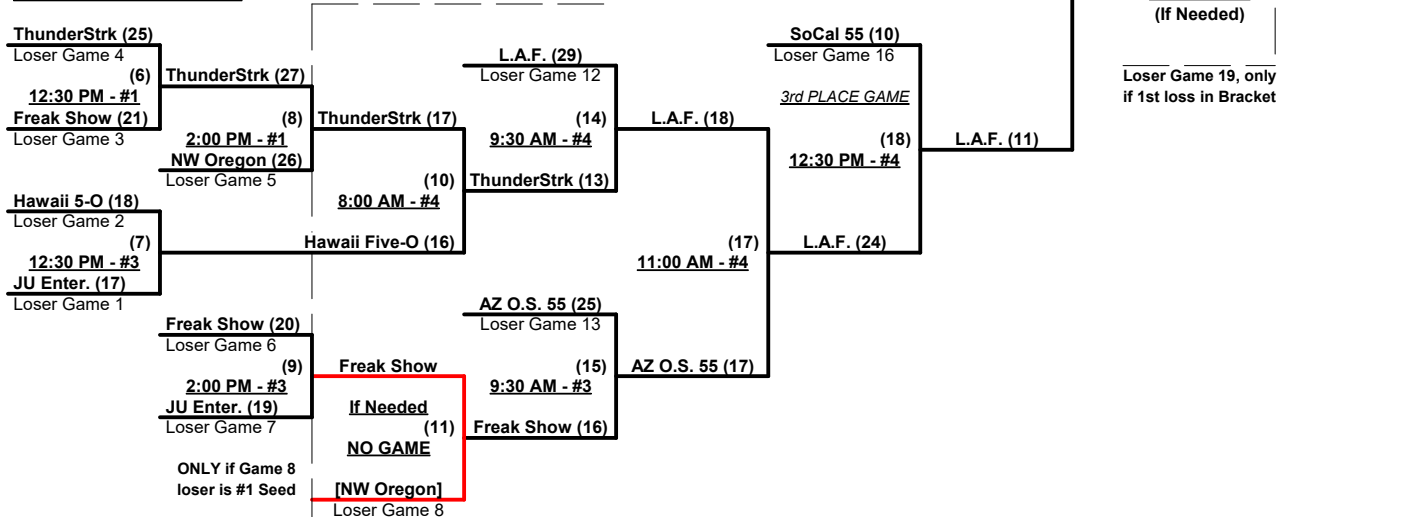 (If Needed)
ThunderStrk (25)
Loser Game 4
SoCal 55 (10)
Loser Game 16
L.A.F. (29)
Loser Game 12
(6)
ThunderStrk (27)
12:30 PM - #1
Loser Game 19, only
if 1st loss in Bracket
3rd PLACE GAME
Freak Show (21)
Loser Game 3
(8)
2:00 PM - #1
ThunderStrk (17)
(14)
9:30 AM - #4
L.A.F. (18)
(18)
12:30 PM - #4
L.A.F. (11)
NW Oregon (26)
Loser Game 5
(10)
8:00 AM - #4
ThunderStrk (13)
Hawaii 5-O (18)
Loser Game 2
(7)
12:30 PM - #3
Hawaii Five-O (16)
(17)
11:00 AM - #4
L.A.F. (24)
JU Enter. (17)
Loser Game 1
AZ O.S. 55 (25)
Loser Game 13
Freak Show (20)
Loser Game 6
(9)
2:00 PM - #3
Freak Show
(15)
9:30 AM - #3
AZ O.S. 55 (17)
JU Enter. (19)
Loser Game 7
If Needed
(11)
NO GAME
Freak Show (16)
ONLY if Game 8
loser is #1 Seed
[NW Oregon]
Loser Game 8